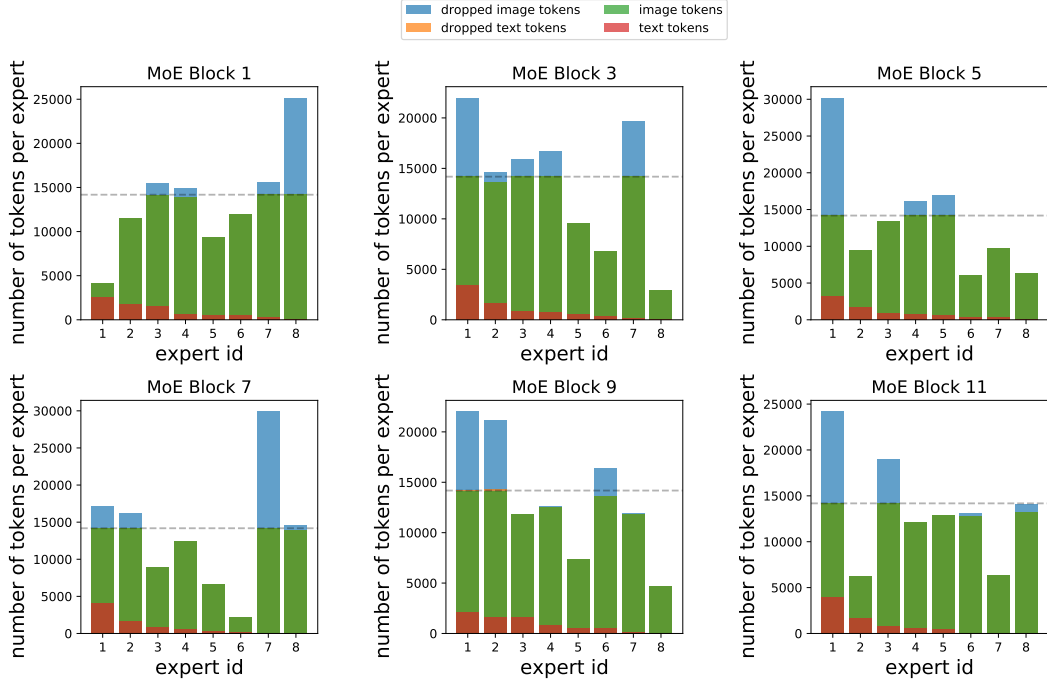 dropped image tokens
dropped text tokens
image tokens
text tokens
MoE Block 1
number of tokens per expert
25000
20000
15000
10000
5000
0
1 2 3 4 5 6 7 8
expert id
MoE Block 3
number of tokens per expert
20000
15000
10000
5000
0
1 2 3 4 5 6 7 8
expert id
MoE Block 5
number of tokens per expert
30000
25000
20000
15000
10000
5000
0
1 2 3 4 5 6 7 8
expert id
MoE Block 7
number of tokens per expert
30000
25000
20000
15000
10000
5000
0
1 2 3 4 5 6 7 8
expert id
MoE Block 9
number of tokens per expert
20000
15000
10000
5000
0
1 2 3 4 5 6 7 8
expert id
MoE Block 11
number of tokens per expert
25000
20000
15000
10000
5000
0
1 2 3 4 5 6 7 8
expert id